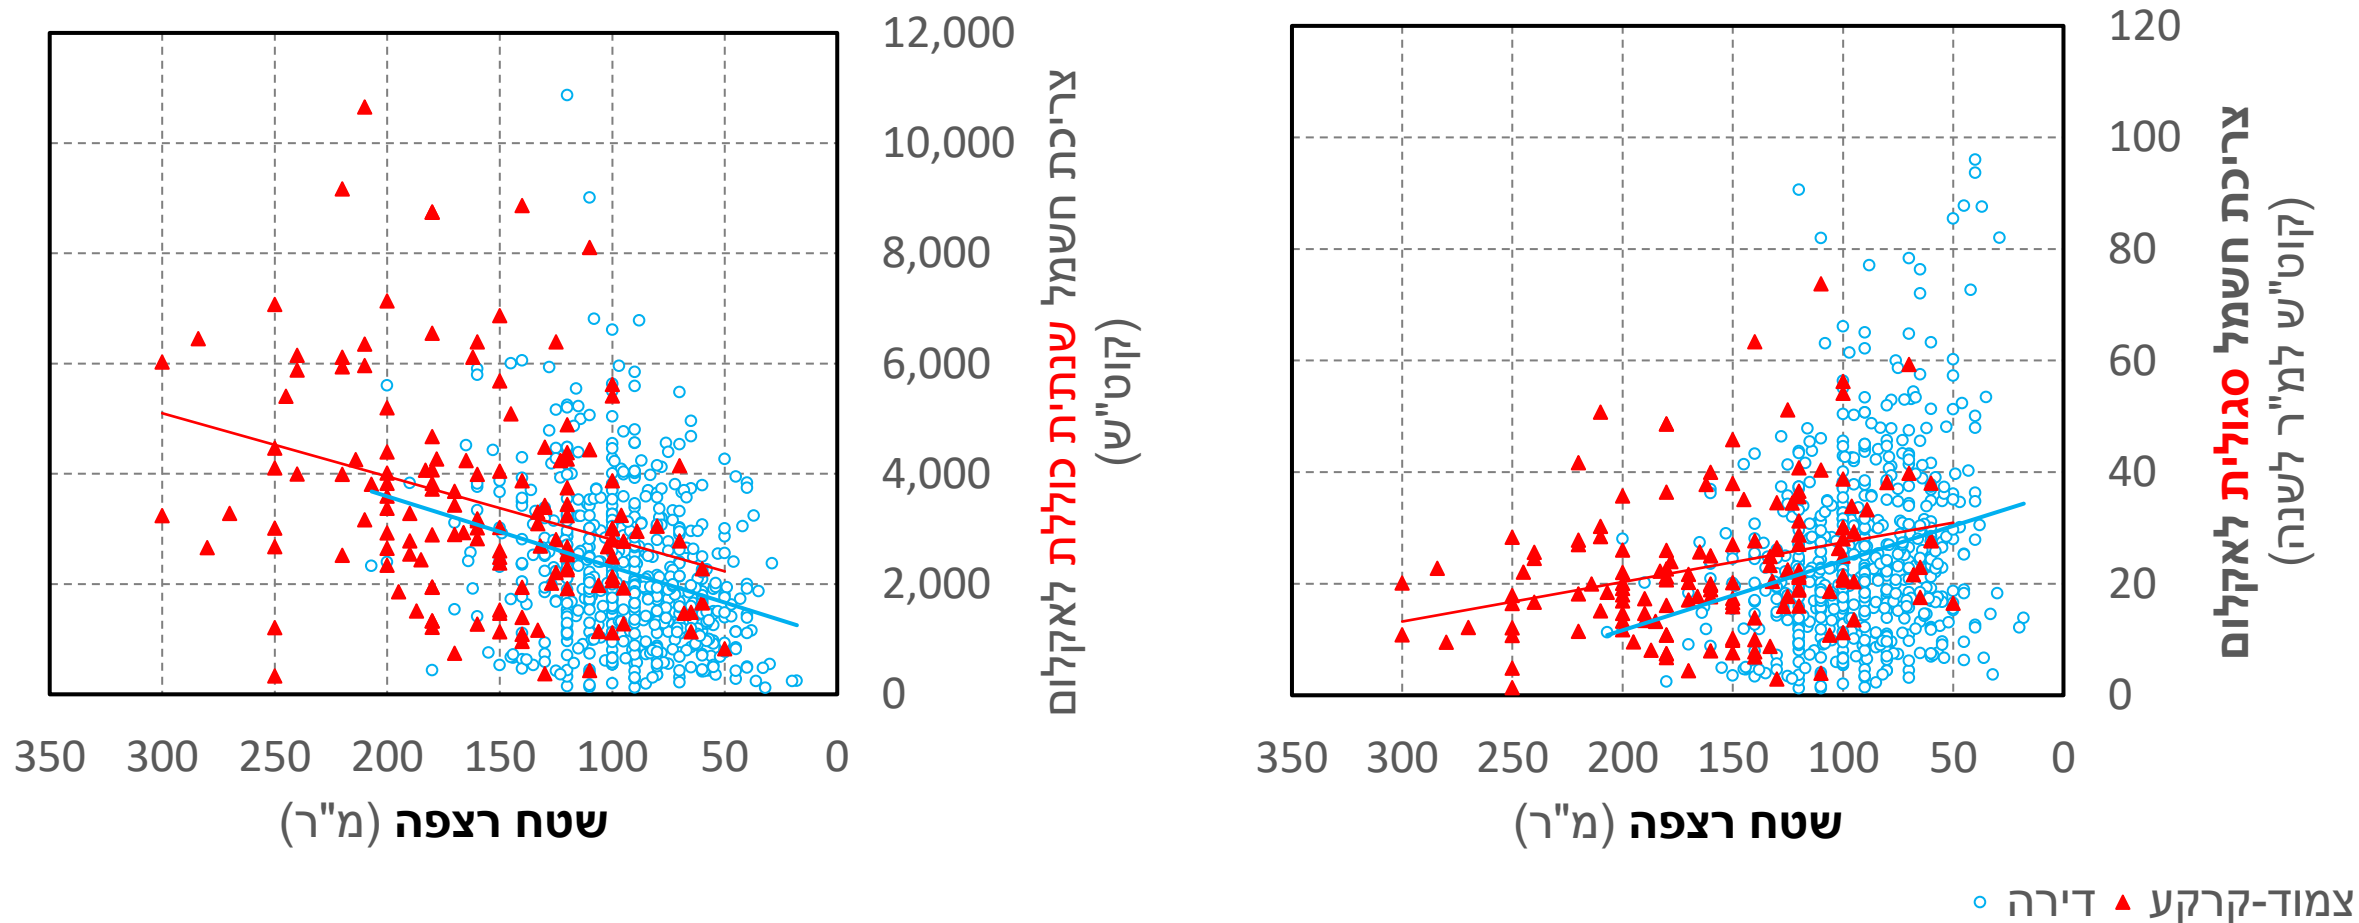 120
100
80
60
40
20
0
צריכת חשמל סגולית לאקלום
(קוט"ש למ"ר לשנה)
350 300 250 200 150 100 50 0
שטח רצפה (מ"ר)
12,000
10,000
8,000
6,000
4,000
2,000
0
צריכת חשמל שנתית כוללת לאקלום
(קוט"ש)
350 300 250 200 150 100 50 0
שטח רצפה (מ"ר)
צמוד-קרקע דירה